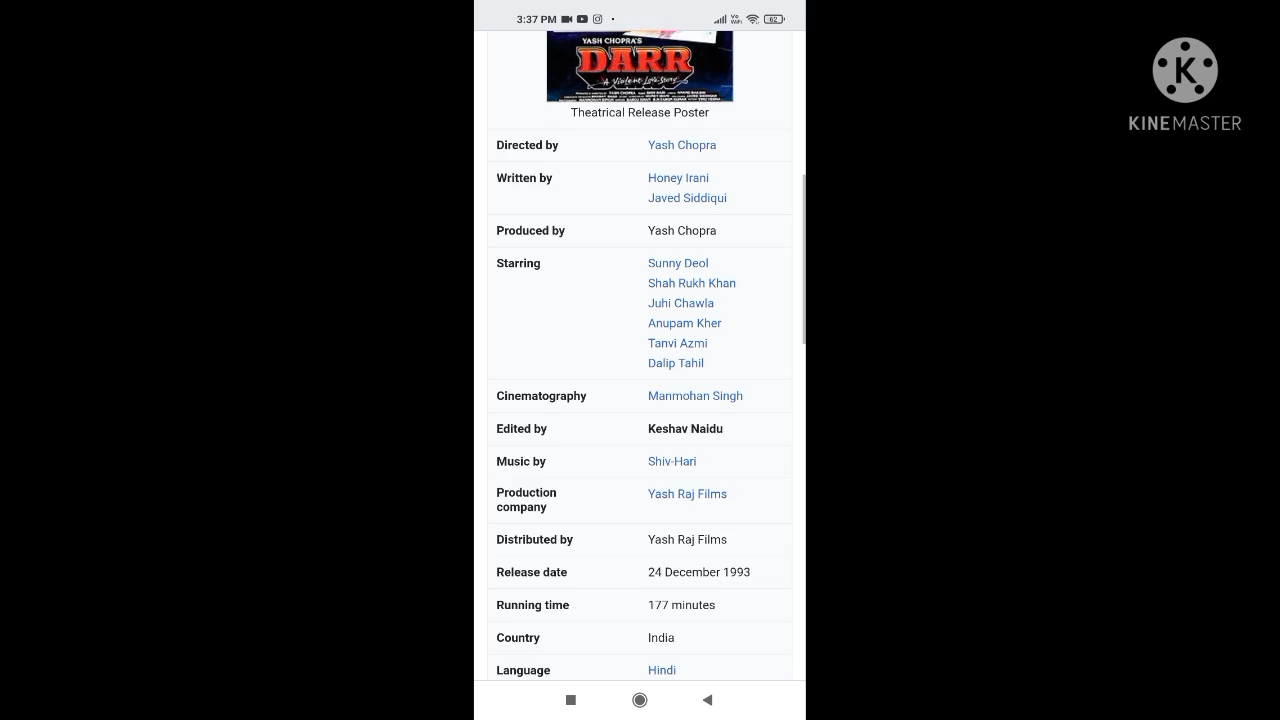 3:37 PM
Vo
WiFi
62
YASH CHOPRA'S
DARR
A Violent Love Story
Theatrical Release Poster
Directed by Yash Chopra
Written by Honey Irani
Javed Siddiqui
Produced by Yash Chopra
Starring Sunny Deol
Shah Rukh Khan
Juhi Chawla
Anupam Kher
Tanvi Azmi
Dalip Tahil
Cinematography Manmohan Singh
Edited by Keshav Naidu
Music by Shiv-Hari
Production Yash Raj Films
company
Distributed by Yash Raj Films
Release date 24 December 1993
Running time 177 minutes
Country India
Language Hindi
K
KINEMASTER